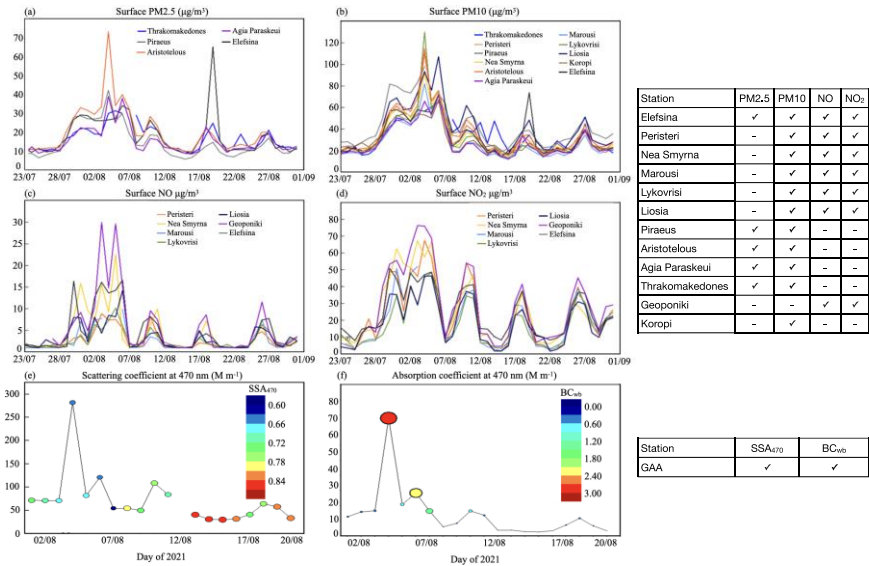 (a) Surface PM2.5 (μg/m³)
Thrakomakedones
Piraeus
Aristotelous
Agia Paraskeui
Elefsina
70
60
50
40
30
20
10
0
23/07 28/07 02/08 07/08 12/08 17/08 22/08 27/08 01/09
(b) Surface PM10 (μg/m³)
Thrakomakedones
Peristeri
Piraeus
Nea Smyrna
Aristotelous
Agia Paraskeui
Marousi
Lykovrisi
Liosia
Koropi
Elefsina
120
100
80
60
40
20
0
23/07 28/07 02/08 07/08 12/08 17/08 22/08 27/08 01/09
(c) Surface NO μg/m³
Peristeri
Nea Smyrna
Marousi
Lykovrisi
Liosia
Geoponiki
Elefsina
30
25
20
15
10
5
0
23/07 28/07 02/08 07/08 12/08 17/08 22/08 27/08 01/09
(d) Surface NO₂ μg/m³
Peristeri
Nea Smyrna
Marousi
Lykovrisi
Liosia
Geoponiki
Elefsina
80
70
60
50
40
30
20
10
0
23/07 28/07 02/08 07/08 12/08 17/08 22/08 27/08 01/09
(e) Scattering coefficient at 470 nm (M m⁻¹)
SSA₄₇₀
0.60
0.66
0.72
0.78
0.84
300
250
200
150
100
50
0
02/08 07/08 12/08 17/08 20/08
Day of 2021
(f) Absorption coefficient at 470 nm (M m⁻¹)
BCwb
0.00
0.60
1.20
1.80
2.40
3.00
80
70
60
50
40
30
20
10
0
02/08 07/08 12/08 17/08 20/08
Day of 2021
Station PM2.5 PM10 NO NO₂
Elefsina ✓ ✓ ✓ ✓
Peristeri – ✓ ✓ ✓
Nea Smyrna – ✓ ✓ ✓
Marousi – ✓ ✓ ✓
Lykovrisi – ✓ ✓ ✓
Liosia – ✓ ✓ ✓
Piraeus ✓ ✓ – –
Aristotelous ✓ ✓ – –
Agia Paraskeui ✓ ✓ – –
Thrakomakedones ✓ ✓ – –
Geoponiki – – ✓ ✓
Koropi – ✓ – –
Station SSA₄₇₀ BCwb
GAA ✓ ✓